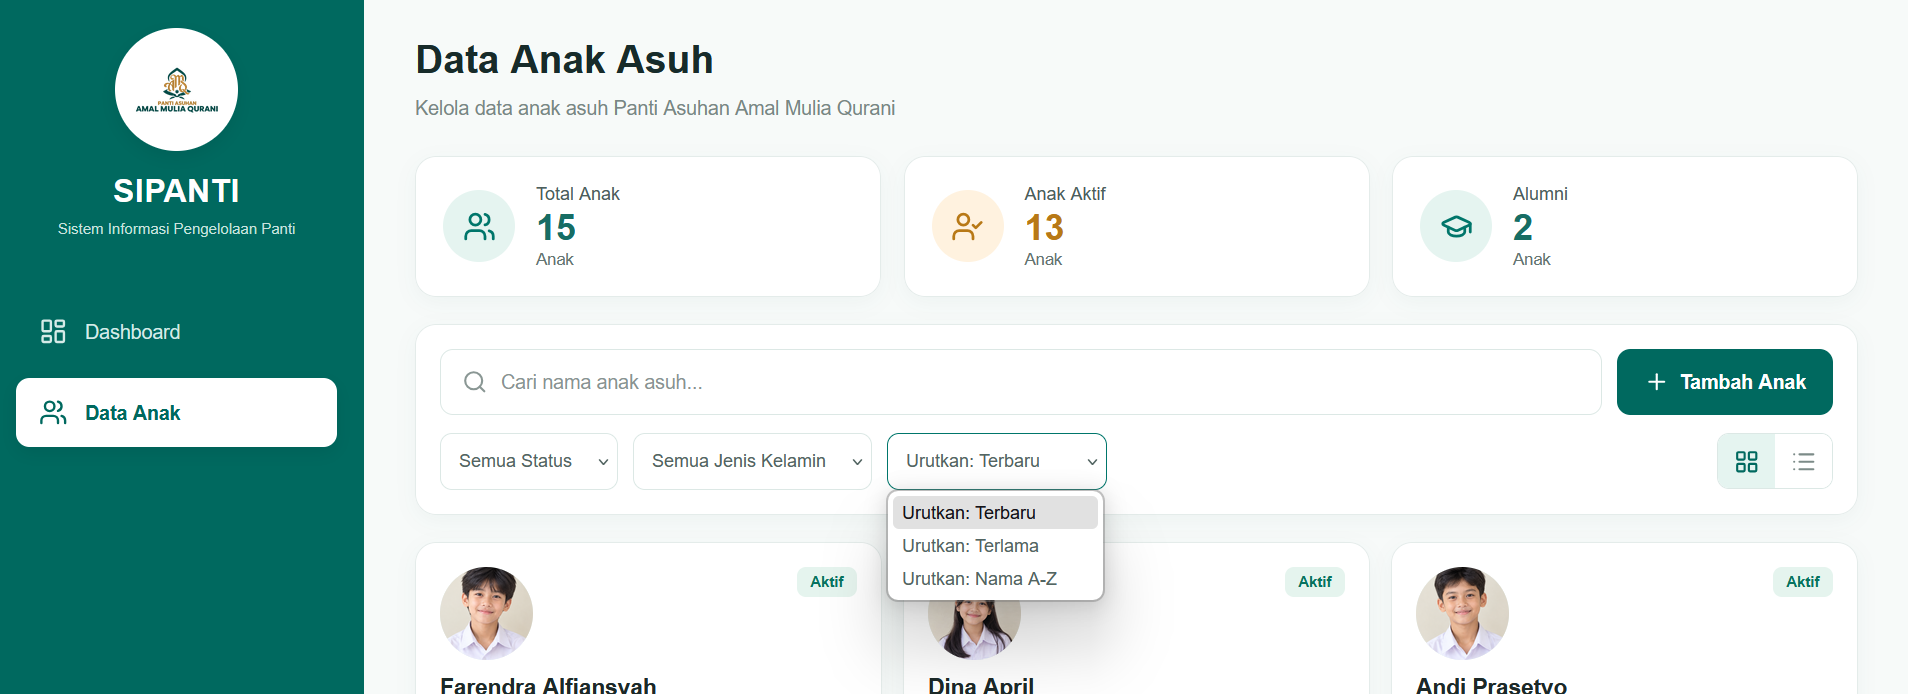 PANTI ASUHAN
AMAL MULIA QURANI
SIPANTI
Sistem Informasi Pengelolaan Panti
Dashboard
Data Anak
Data Anak Asuh
Kelola data anak asuh Panti Asuhan Amal Mulia Qurani
Total Anak
15
Anak
Anak Aktif
13
Anak
Alumni
2
Anak
Cari nama anak asuh...
Tambah Anak
Semua Status
Semua Jenis Kelamin
Urutkan: Terbaru
Urutkan: Terbaru
Urutkan: Terlama
Urutkan: Nama A-Z
Aktif
Farendra Alfiansyah
Aktif
Dina April
Aktif
Andi Prasetyo